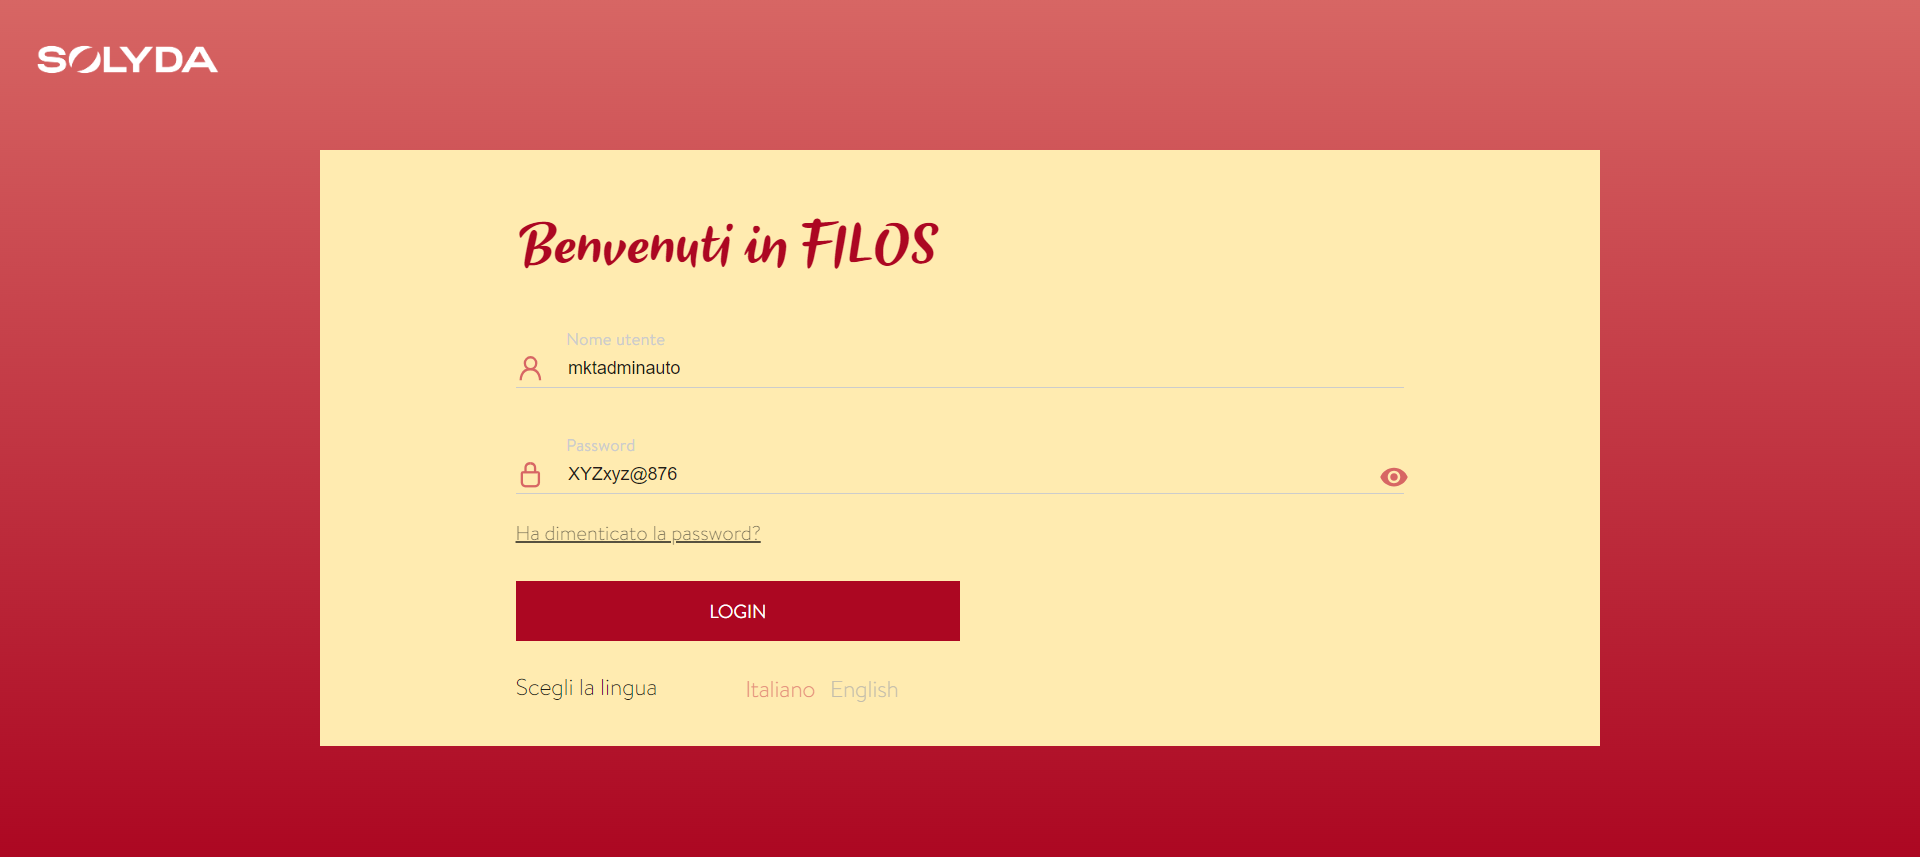 SOLYDA
Benvenuti in FILOS
Nome utente
mktadminauto
Password
XYZxyz@876
Ha dimenticato la password?
LOGIN
Scegli la lingua Italiano English